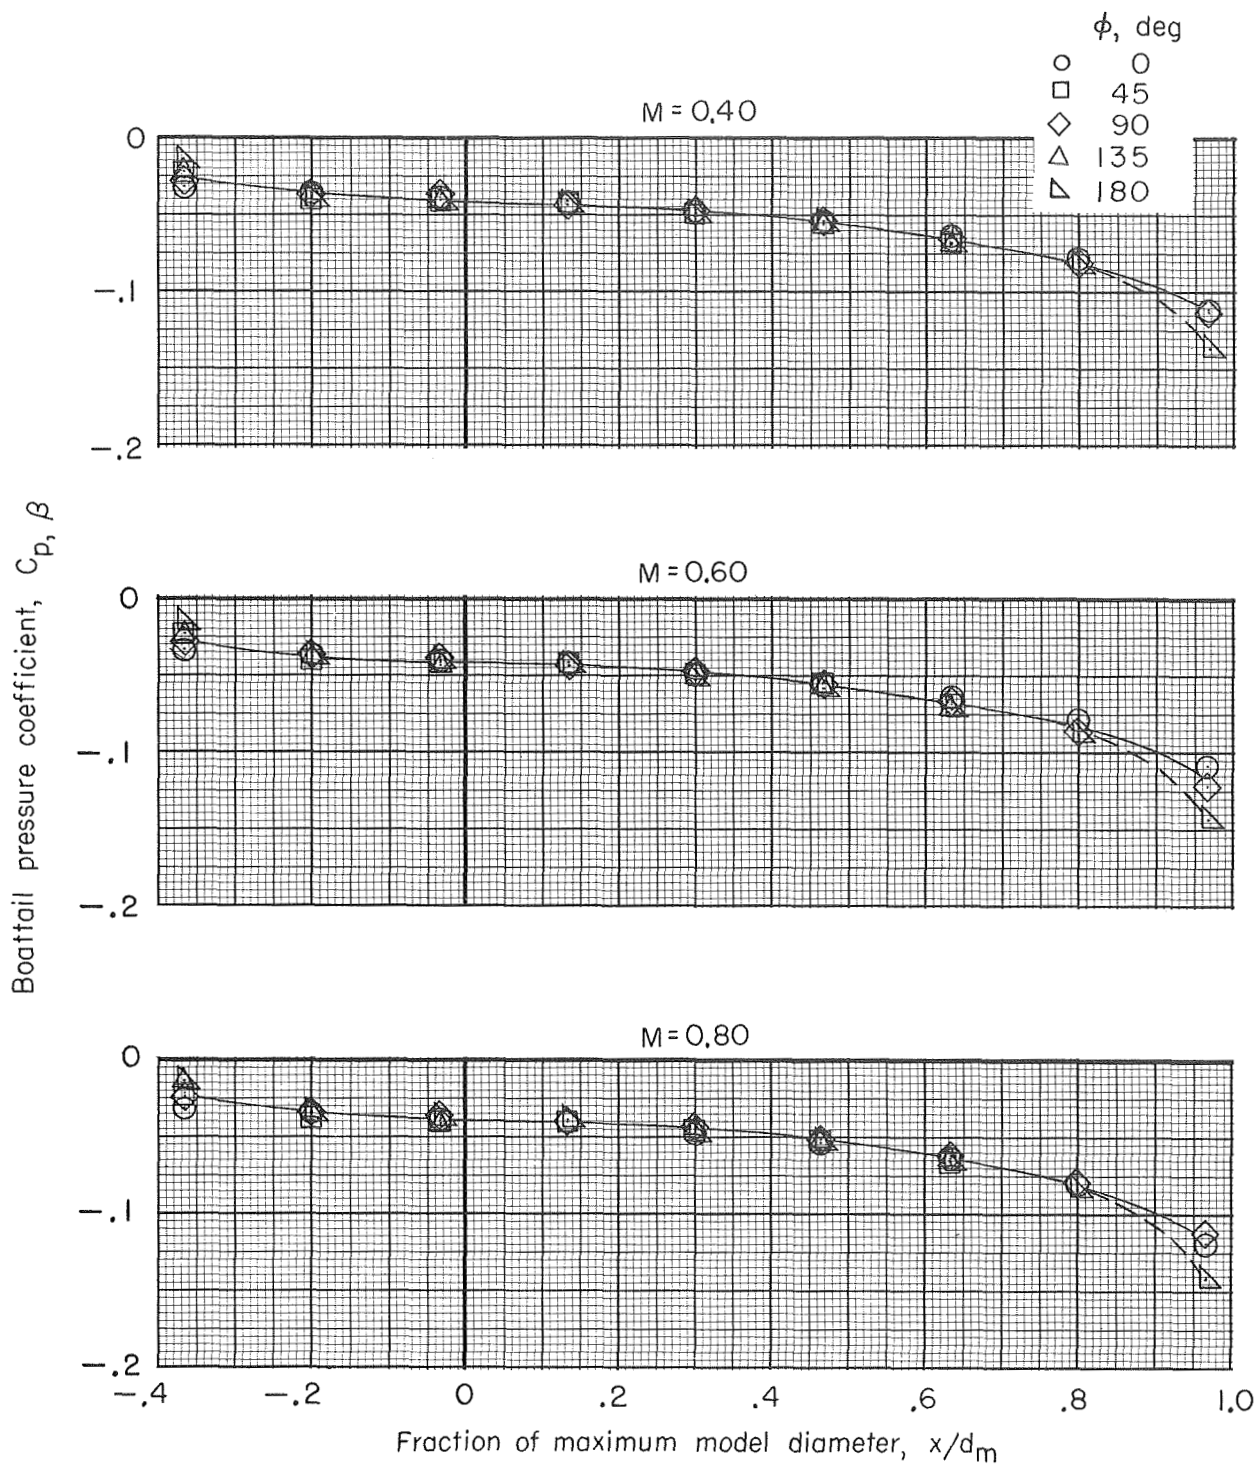 ϕ, deg
0
45
90
135
180
M = 0.40
0
-.1
-.2
M = 0.60
0
-.1
-.2
M = 0.80
0
-.1
-.2
-.4 -.2 0 .2 .4 .6 .8 1.0
Fraction of maximum model diameter, x/dm
Boattail pressure coefficient, Cp, β